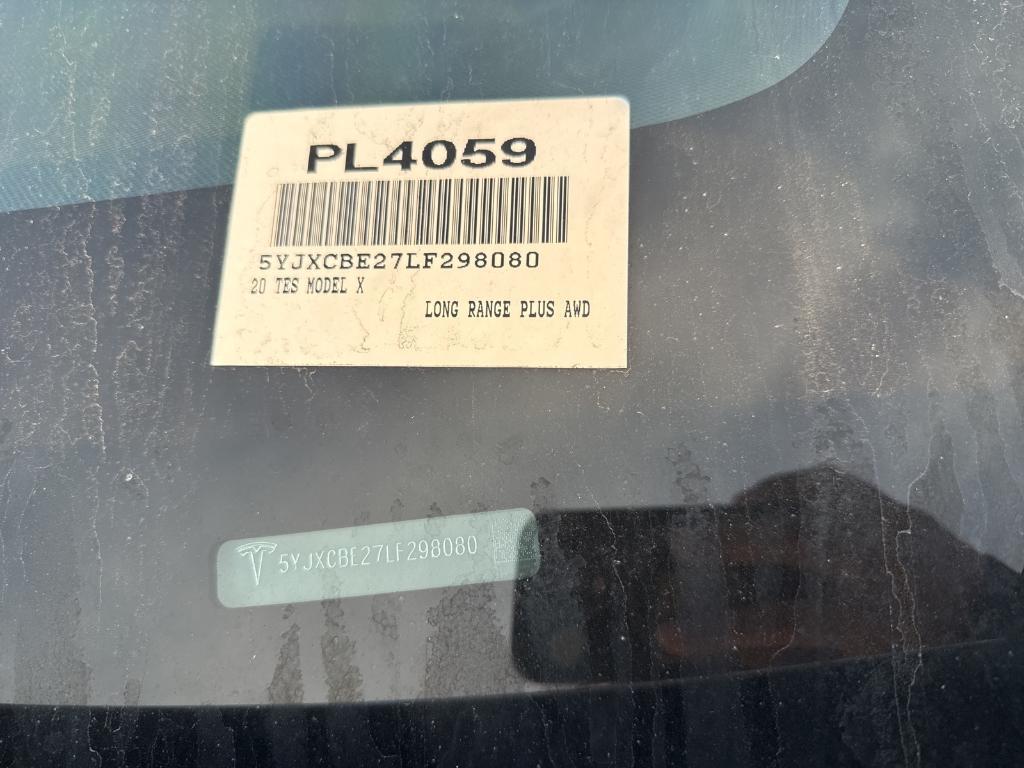 PL4059
5YJXCBE27LF298080
20 TES MODEL X
LONG RANGE PLUS AWD
5YJXCBE27LF298080